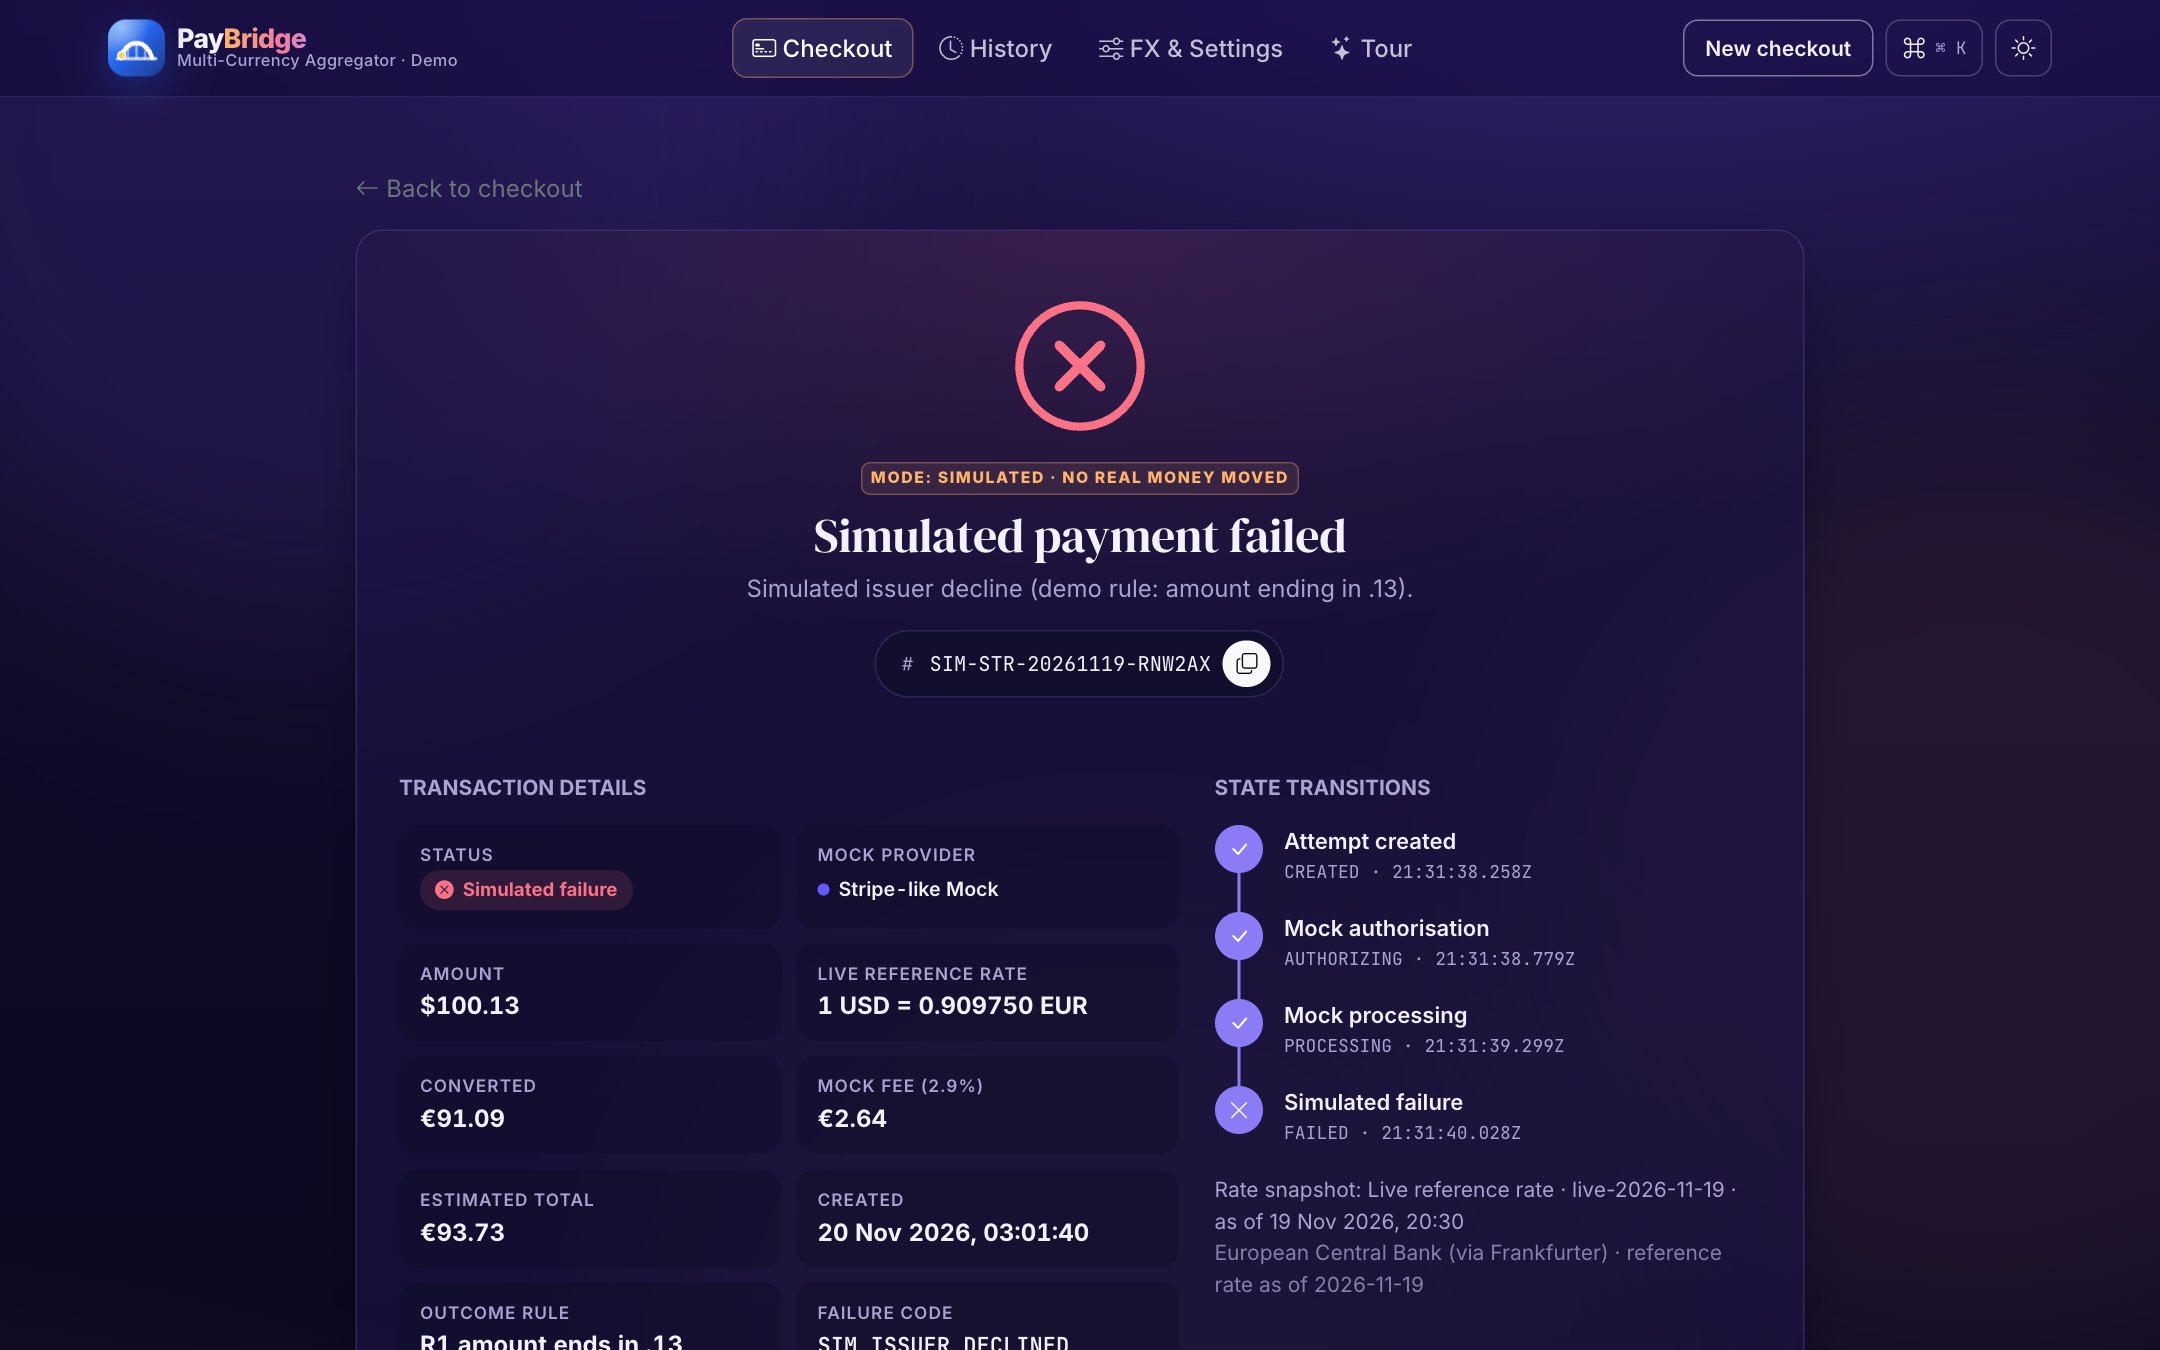 PayBridge
Multi-Currency Aggregator · Demo
Checkout
History
FX & Settings
Tour
New checkout
⌘ K
← Back to checkout
MODE: SIMULATED · NO REAL MONEY MOVED
Simulated payment failed
Simulated issuer decline (demo rule: amount ending in .13).
# SIM-STR-20261119-RNW2AX
TRANSACTION DETAILS
STATUS
Simulated failure
MOCK PROVIDER
Stripe-like Mock
AMOUNT
$100.13
LIVE REFERENCE RATE
1 USD = 0.909750 EUR
CONVERTED
€91.09
MOCK FEE (2.9%)
€2.64
ESTIMATED TOTAL
€93.73
CREATED
20 Nov 2026, 03:01:40
OUTCOME RULE
R1 amount ends in .13
FAILURE CODE
SIM_ISSUER_DECLINED
STATE TRANSITIONS
Attempt created
CREATED · 21:31:38.258Z
Mock authorisation
AUTHORIZING · 21:31:38.779Z
Mock processing
PROCESSING · 21:31:39.299Z
Simulated failure
FAILED · 21:31:40.028Z
Rate snapshot: Live reference rate · live-2026-11-19 ·
as of 19 Nov 2026, 20:30
European Central Bank (via Frankfurter) · reference
rate as of 2026-11-19